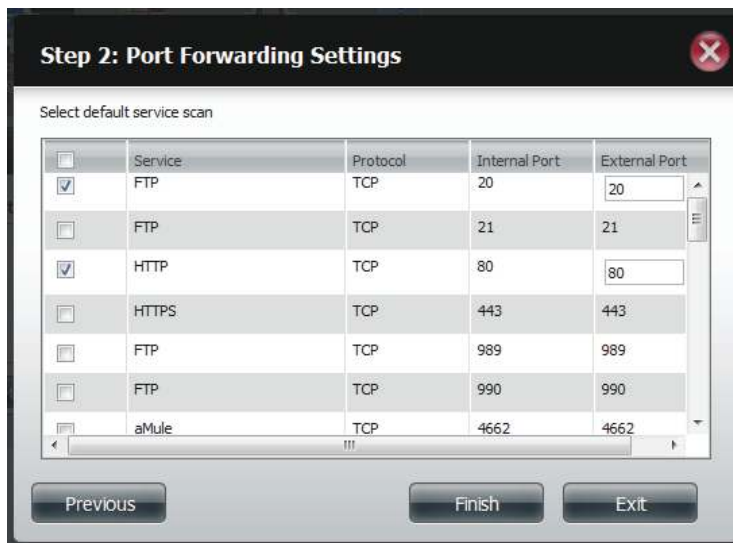 Step 2: Port Forwarding Settings
Select default service scan
Service Protocol Internal Port External Port
FTP TCP 20 20
FTP TCP 21 21
HTTP TCP 80 80
HTTPS TCP 443 443
FTP TCP 989 989
FTP TCP 990 990
aMule TCP 4662 4662
Previous Finish Exit